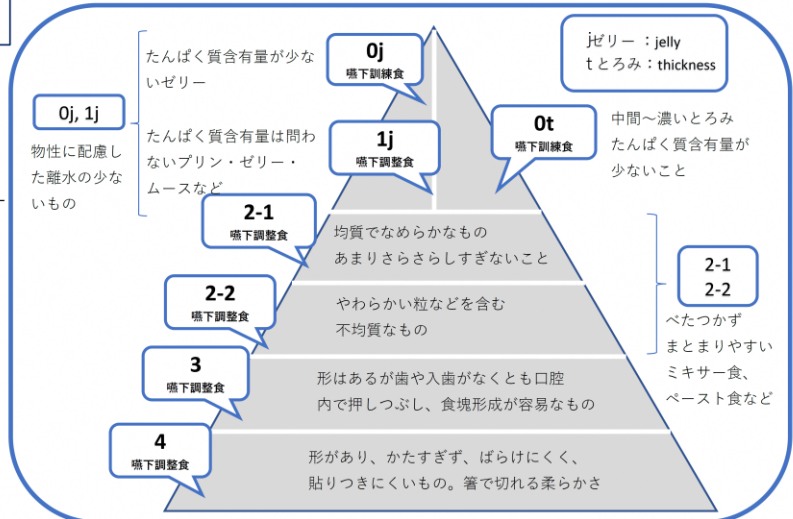 jゼリー ：jelly
tとろみ：thickness
0j
嚥下訓練食
たんぱく質含有量が少な
いゼリー
0j, 1j
物性に配慮し
た離水の少な
いもの
たんぱく質含有量は問わ
ないプリン・ゼリー・
ムースなど
1j
嚥下調整食
0t
嚥下訓練食
中間～濃いとろみ
たんぱく質含有量が
少ないこと
2-1
嚥下調整食
均質でなめらかなもの
あまりさらさらしすぎないこと
2-2
嚥下調整食
やわらかい粒などを含む
不均質なもの
2-1
2-2
べたつかず
まとまりやすい
ミキサー食、
ペースト食など
3
嚥下調整食
形はあるが歯や入歯がなくとも口腔
内で押しつぶし、食塊形成が容易なもの
4
嚥下調整食
形があり、かたすぎず、ばらけにくく、
貼りつきにくいもの。箸で切れる柔らかさ